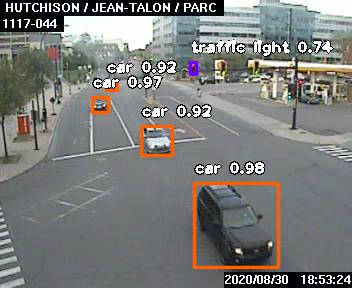 HUTCHISON / JEAN-TALON / PARC
1117-044
traffic light 0.74
car 0.92
car 0.97
car 0.92
car 0.98
2020/08/30 18:53:24